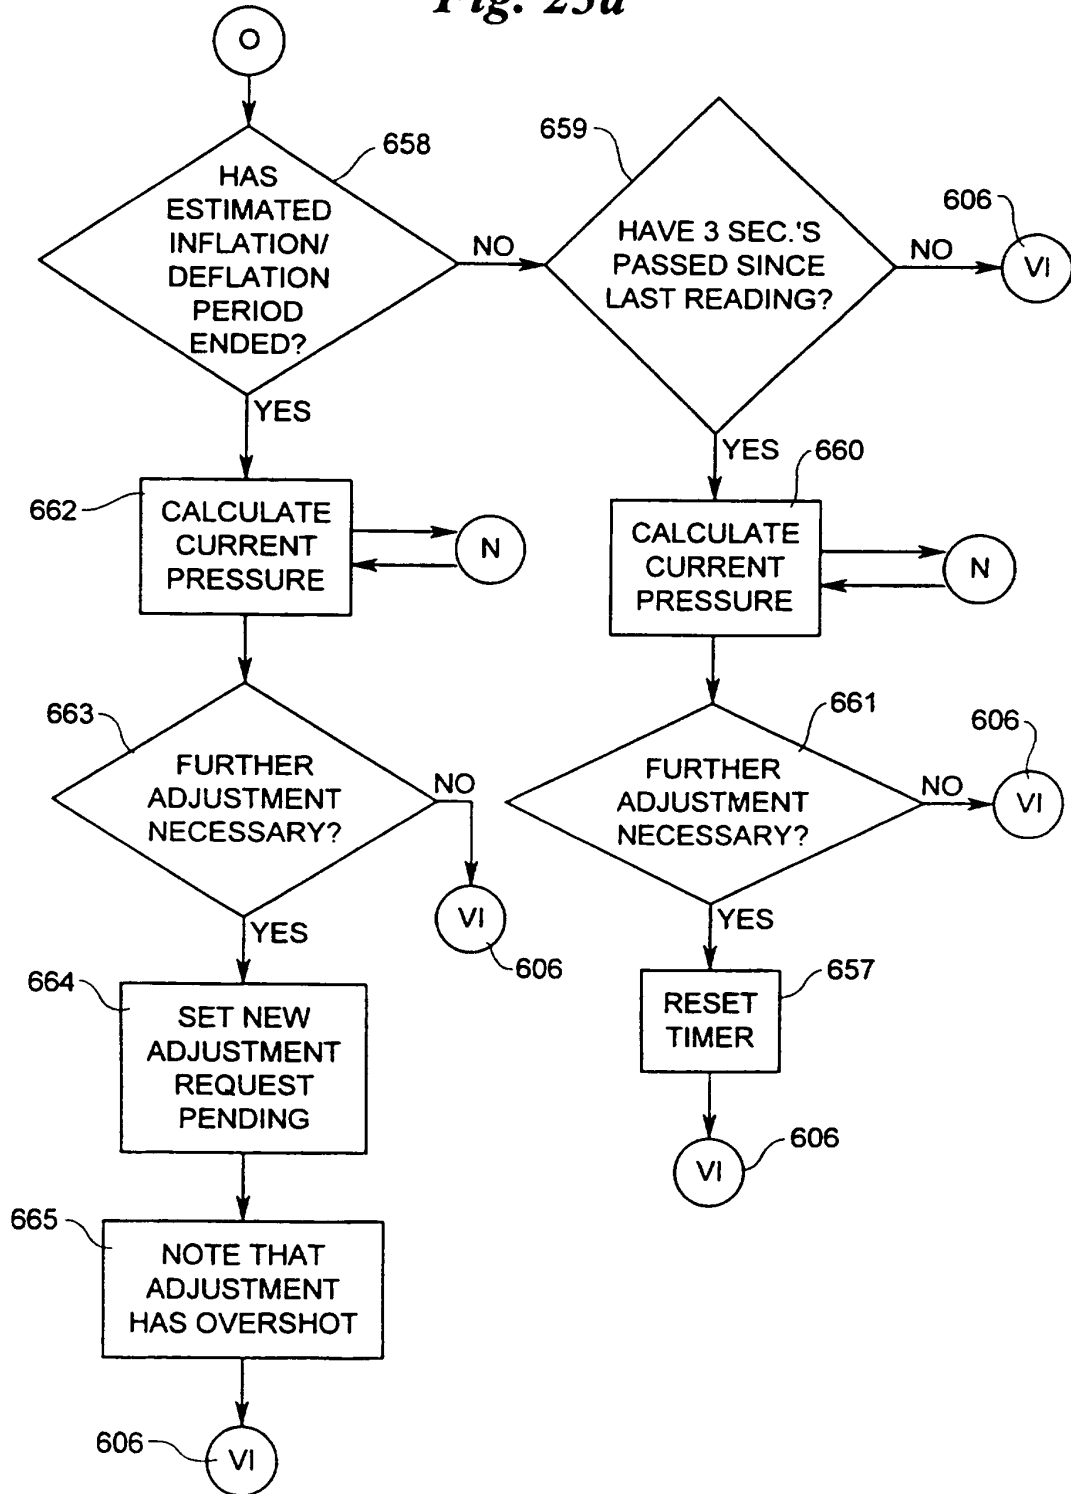 Fig. 23a
O
658
HAS
ESTIMATED
INFLATION/
DEFLATION
PERIOD
ENDED?
NO
YES
659
HAVE 3 SEC.'S
PASSED SINCE
LAST READING?
NO
606
VI
YES
662
CALCULATE
CURRENT
PRESSURE
N
660
CALCULATE
CURRENT
PRESSURE
N
663
FURTHER
ADJUSTMENT
NECESSARY?
NO
VI
606
YES
661
FURTHER
ADJUSTMENT
NECESSARY?
NO
606
VI
YES
664
SET NEW
ADJUSTMENT
REQUEST
PENDING
657
RESET
TIMER
606
VI
665
NOTE THAT
ADJUSTMENT
HAS OVERSHOT
606
VI